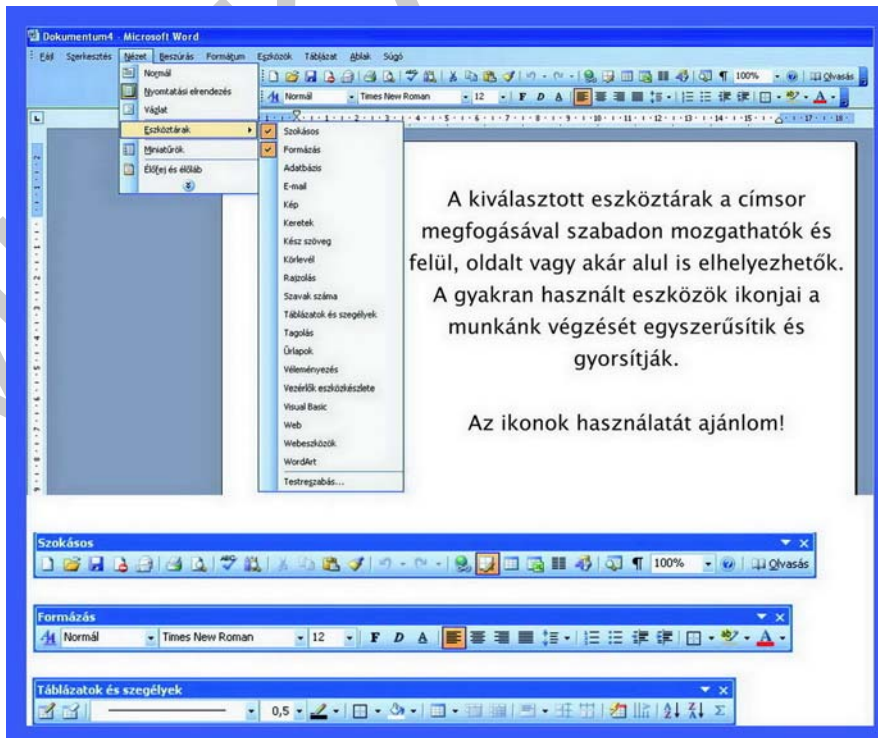 Dokumentum4 - Microsoft Word
Fájl Szerkesztés Nézet Beszúrás Formátum Eszközök Táblázat Ablak Súgó
Normál
100% Olvasás
Nyomtatási elrendezés
Normál Times New Roman 12 F D A
Vázlat
Eszköztárak
Miniatűrök
Élőfej és élőláb
Szokásos
Formázás
Adatbázis
E-mail
Kép
Keretek
Kész szöveg
Körlevél
Rajzolás
Szavak száma
Táblázatok és szegélyek
Tagolás
Űrlapok
Véleményezés
Vezérlők eszközkészlete
Visual Basic
Web
Webeszközök
WordArt
Testreszabás...
A kiválasztott eszköztárak a címsor
megfogásával szabadon mozgathatók és
felül, oldalt vagy akár alul is elhelyezhetők.
A gyakran használt eszközök ikonjai a
munkánk végzését egyszerűsítik és
gyorsítják.
Az ikonok használatát ajánlom!
Szokásos
100% Olvasás
Formázás
Normál Times New Roman 12 F D A
Táblázatok és szegélyek
0,5